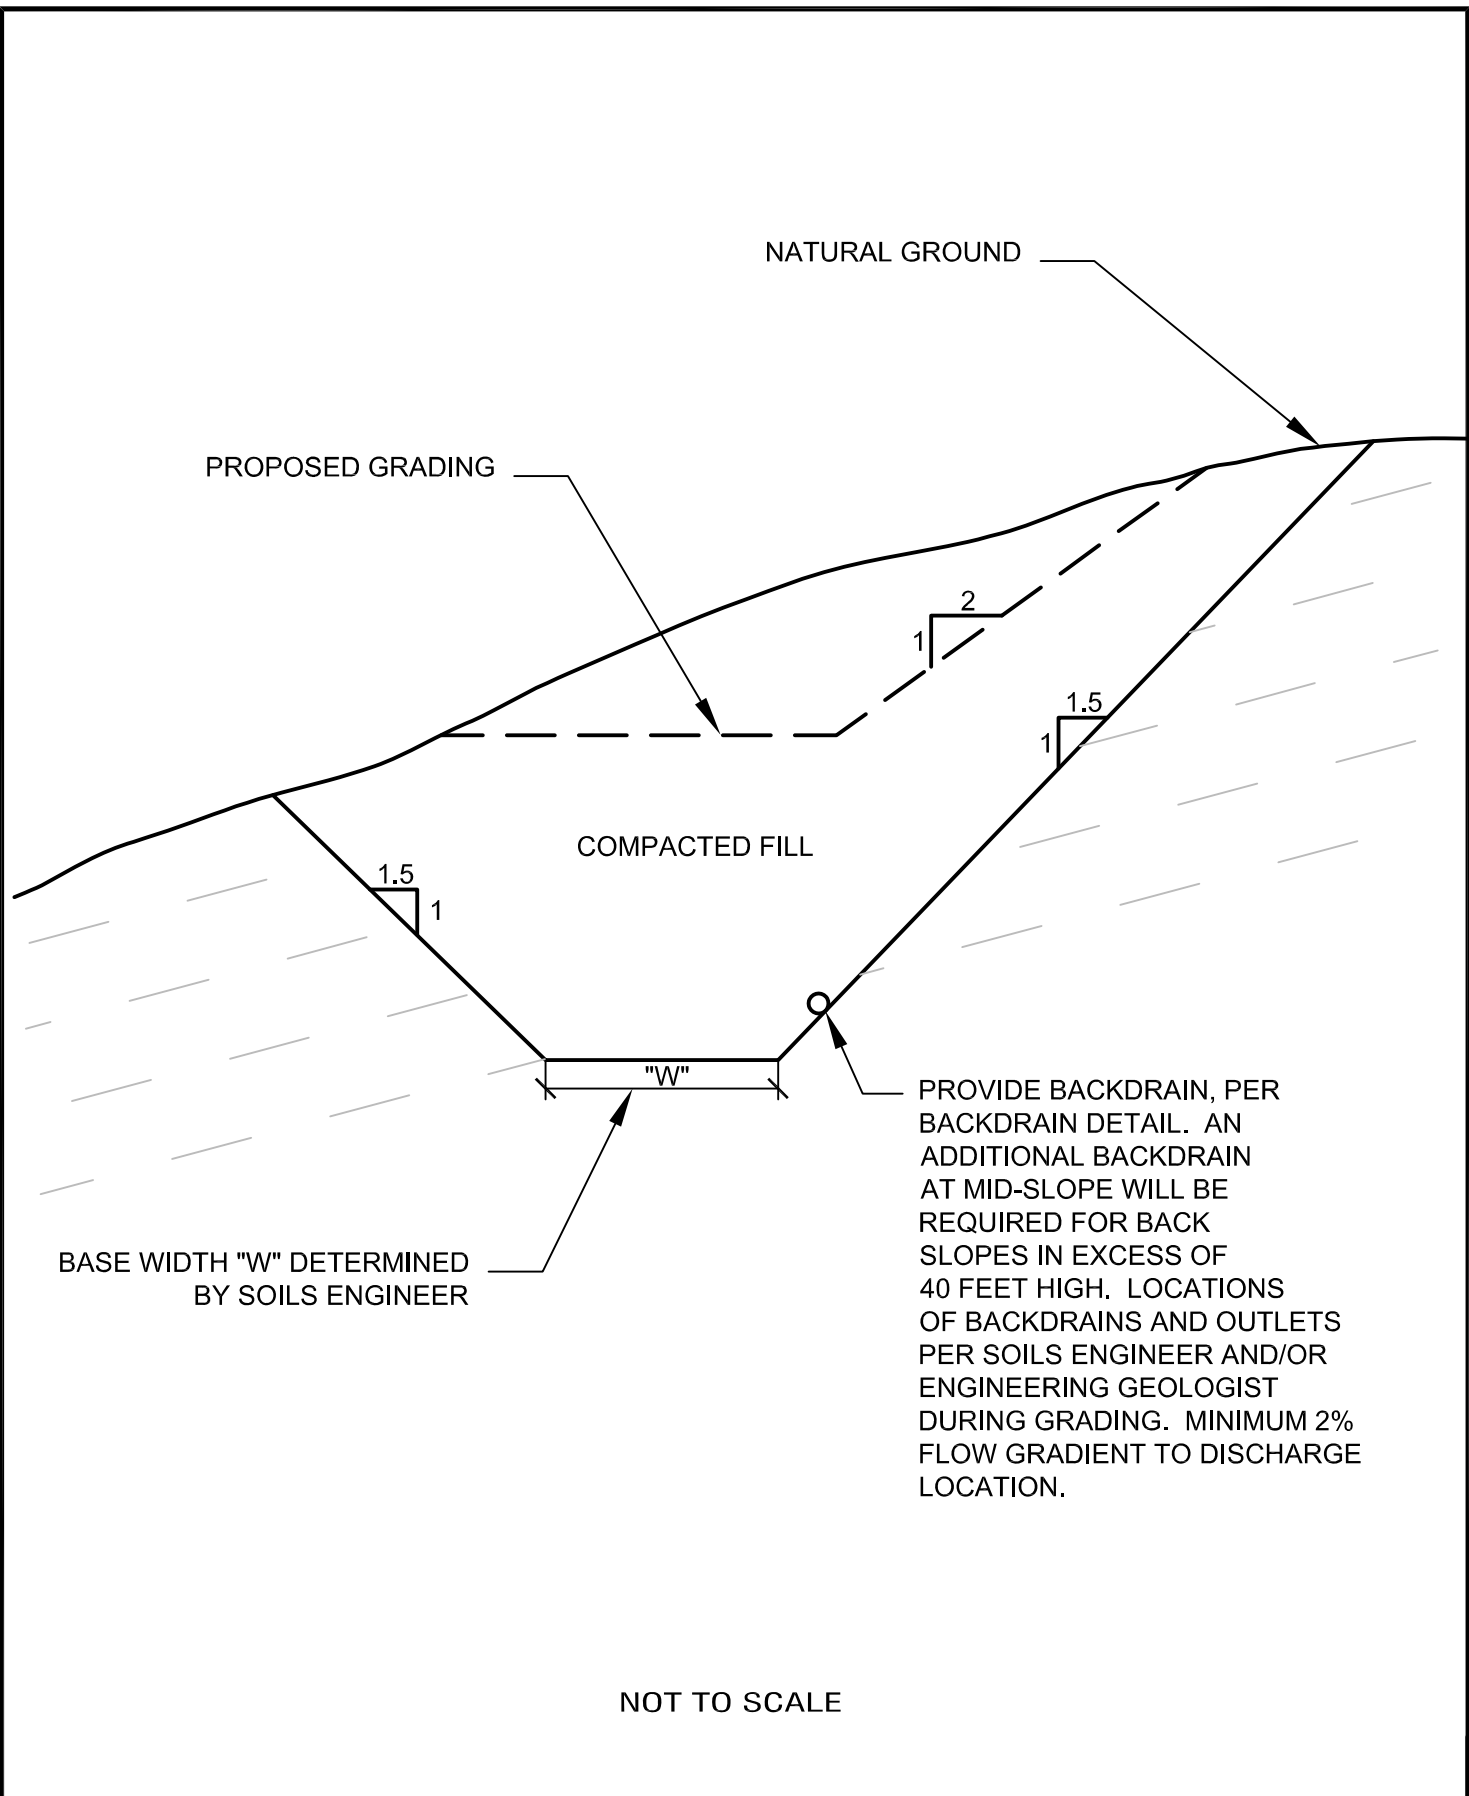 NATURAL GROUND
PROPOSED GRADING
2
1
1.5
1
COMPACTED FILL
1.5
1
"W"
BASE WIDTH "W" DETERMINED
BY SOILS ENGINEER
PROVIDE BACKDRAIN, PER
BACKDRAIN DETAIL. AN
ADDITIONAL BACKDRAIN
AT MID-SLOPE WILL BE
REQUIRED FOR BACK
SLOPES IN EXCESS OF
40 FEET HIGH. LOCATIONS
OF BACKDRAINS AND OUTLETS
PER SOILS ENGINEER AND/OR
ENGINEERING GEOLOGIST
DURING GRADING. MINIMUM 2%
FLOW GRADIENT TO DISCHARGE
LOCATION.
NOT TO SCALE